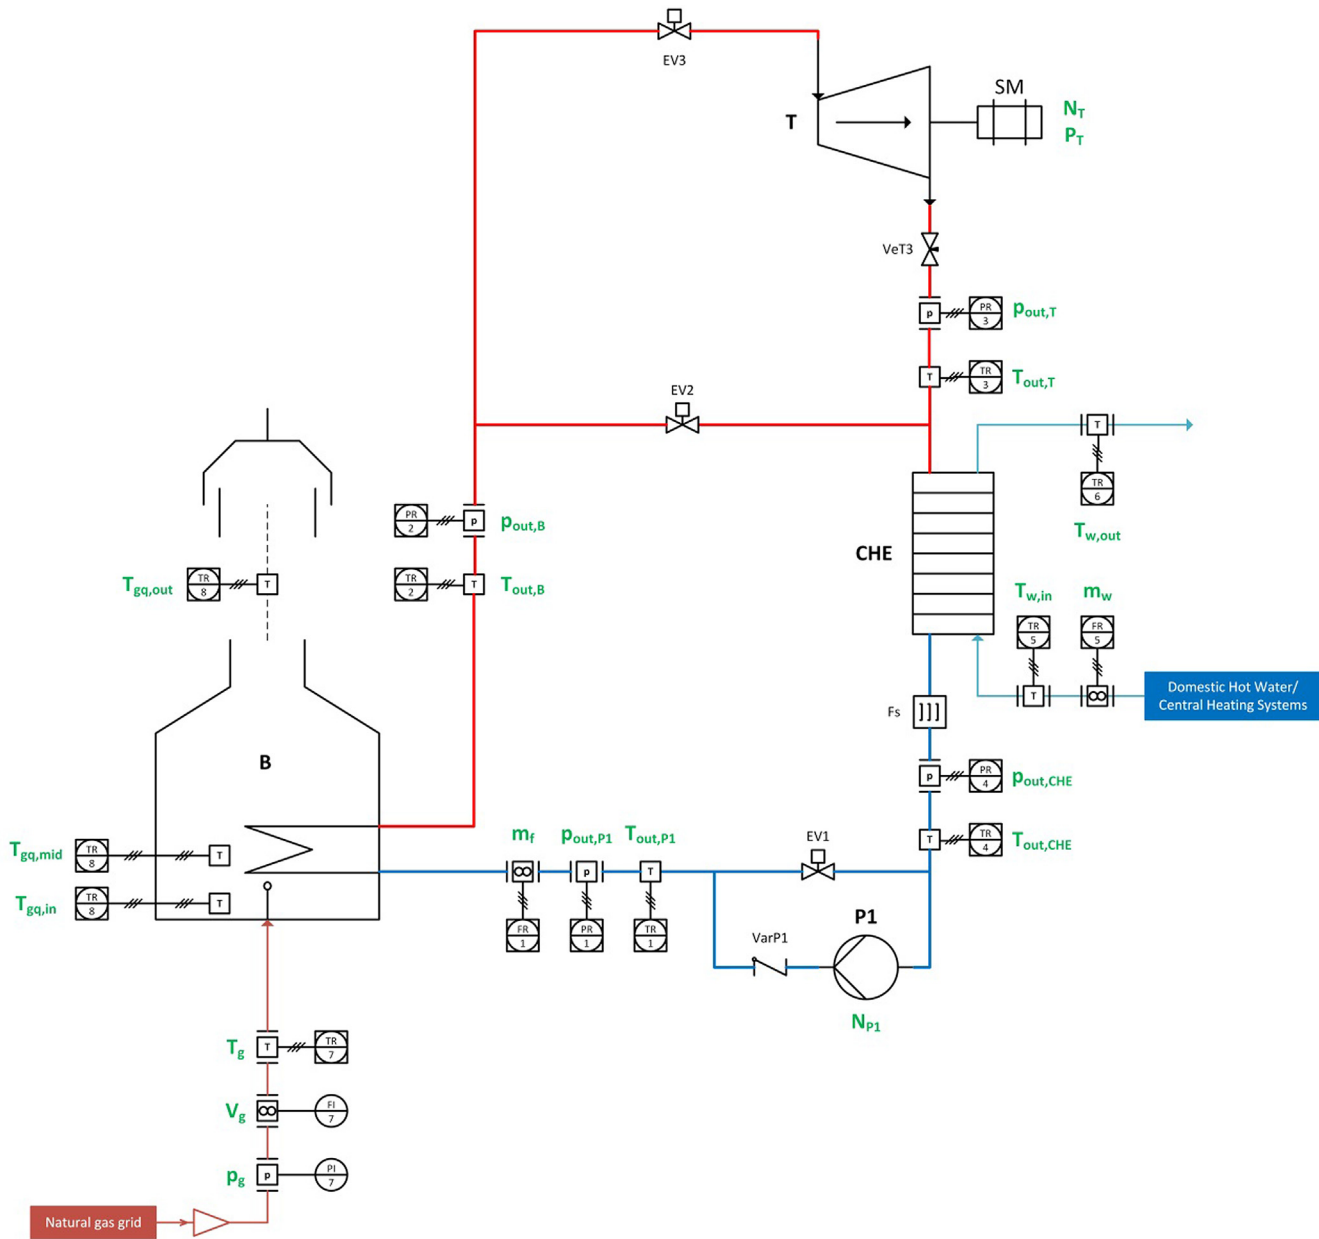 EV3
SM
T
N_T
P_T
VeT3
p
PR
3
p_out,T
T
TR
3
T_out,T
EV2
T
TR
6
T_w,out
PR
2
p
p_out,B
TR
2
T
T_out,B
CHE
T_gq,out
TR
8
T
T_w,in
m_w
TR
5
FR
5
T
Domestic Hot Water/
Central Heating Systems
Fs
B
p
PR
4
p_out,CHE
T
TR
4
T_out,CHE
m_f
p_out,P1
T_out,P1
EV1
T_gq,mid
TR
8
T
p
T
T_gq,in
TR
8
T
FR
1
PR
1
TR
1
P1
VarP1
N_P1
T_g
T
TR
7
V_g
FI
7
p_g
p
PI
7
Natural gas grid